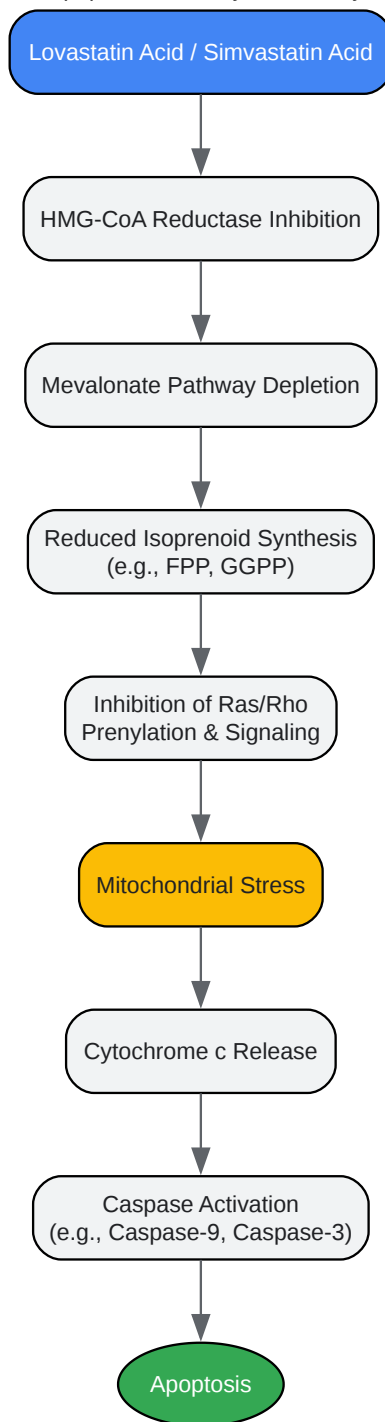 Lovastatin Acid / Simvastatin Acid
HMG-CoA Reductase Inhibition
Mevalonate Pathway Depletion
Reduced Isoprenoid Synthesis
(e.g., FPP, GGPP)
Inhibition of Ras/Rho
Prenylation & Signaling
Mitochondrial Stress
Cytochrome c Release
Caspase Activation
(e.g., Caspase-9, Caspase-3)
Apoptosis